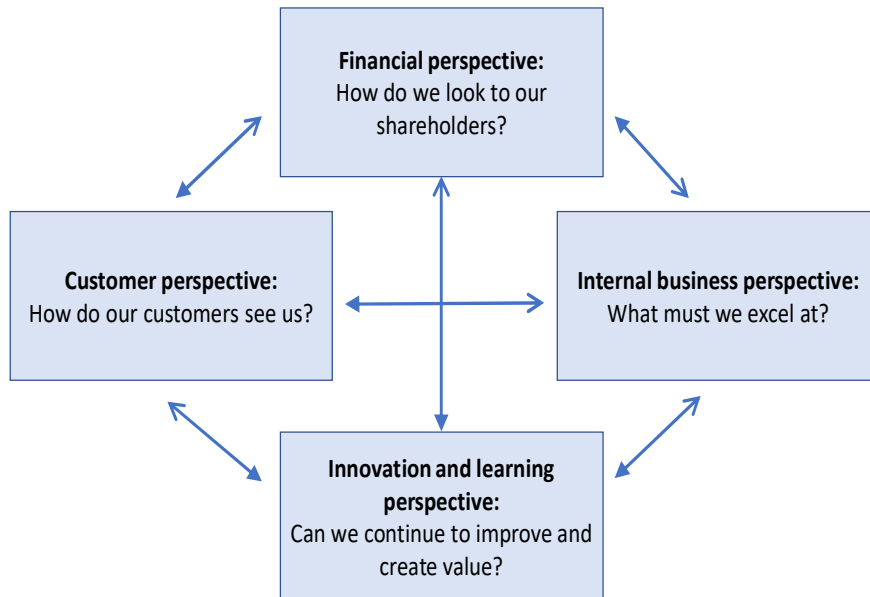 Financial perspective:
How do we look to our
shareholders?
Customer perspective:
How do our customers see us?
Internal business perspective:
What must we excel at?
Innovation and learning
perspective:
Can we continue to improve and
create value?